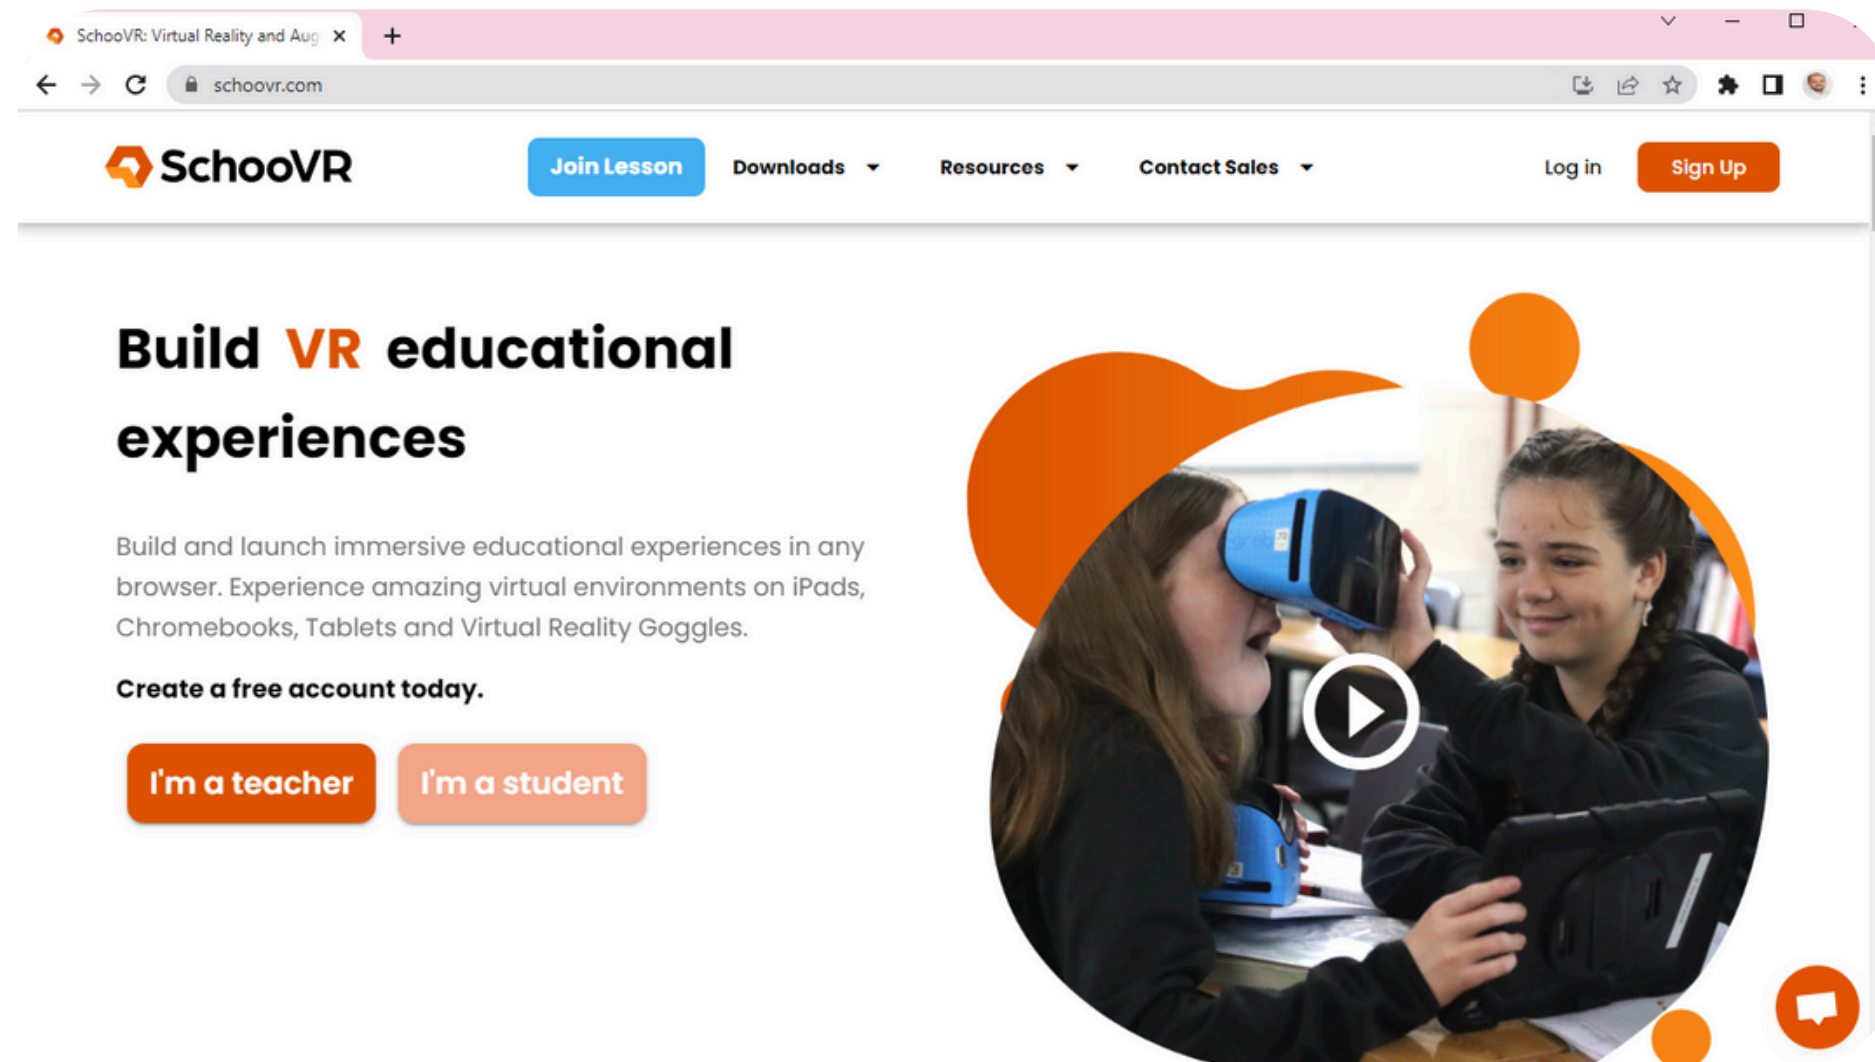 SchooVR: Virtual Reality and Aug
schoovr.com
SchooVR
Join Lesson
Downloads
Resources
Contact Sales
Log in
Sign Up
Build VR educational
experiences
Build and launch immersive educational experiences in any
browser. Experience amazing virtual environments on iPads,
Chromebooks, Tablets and Virtual Reality Goggles.
Create a free account today.
I'm a teacher
I'm a student